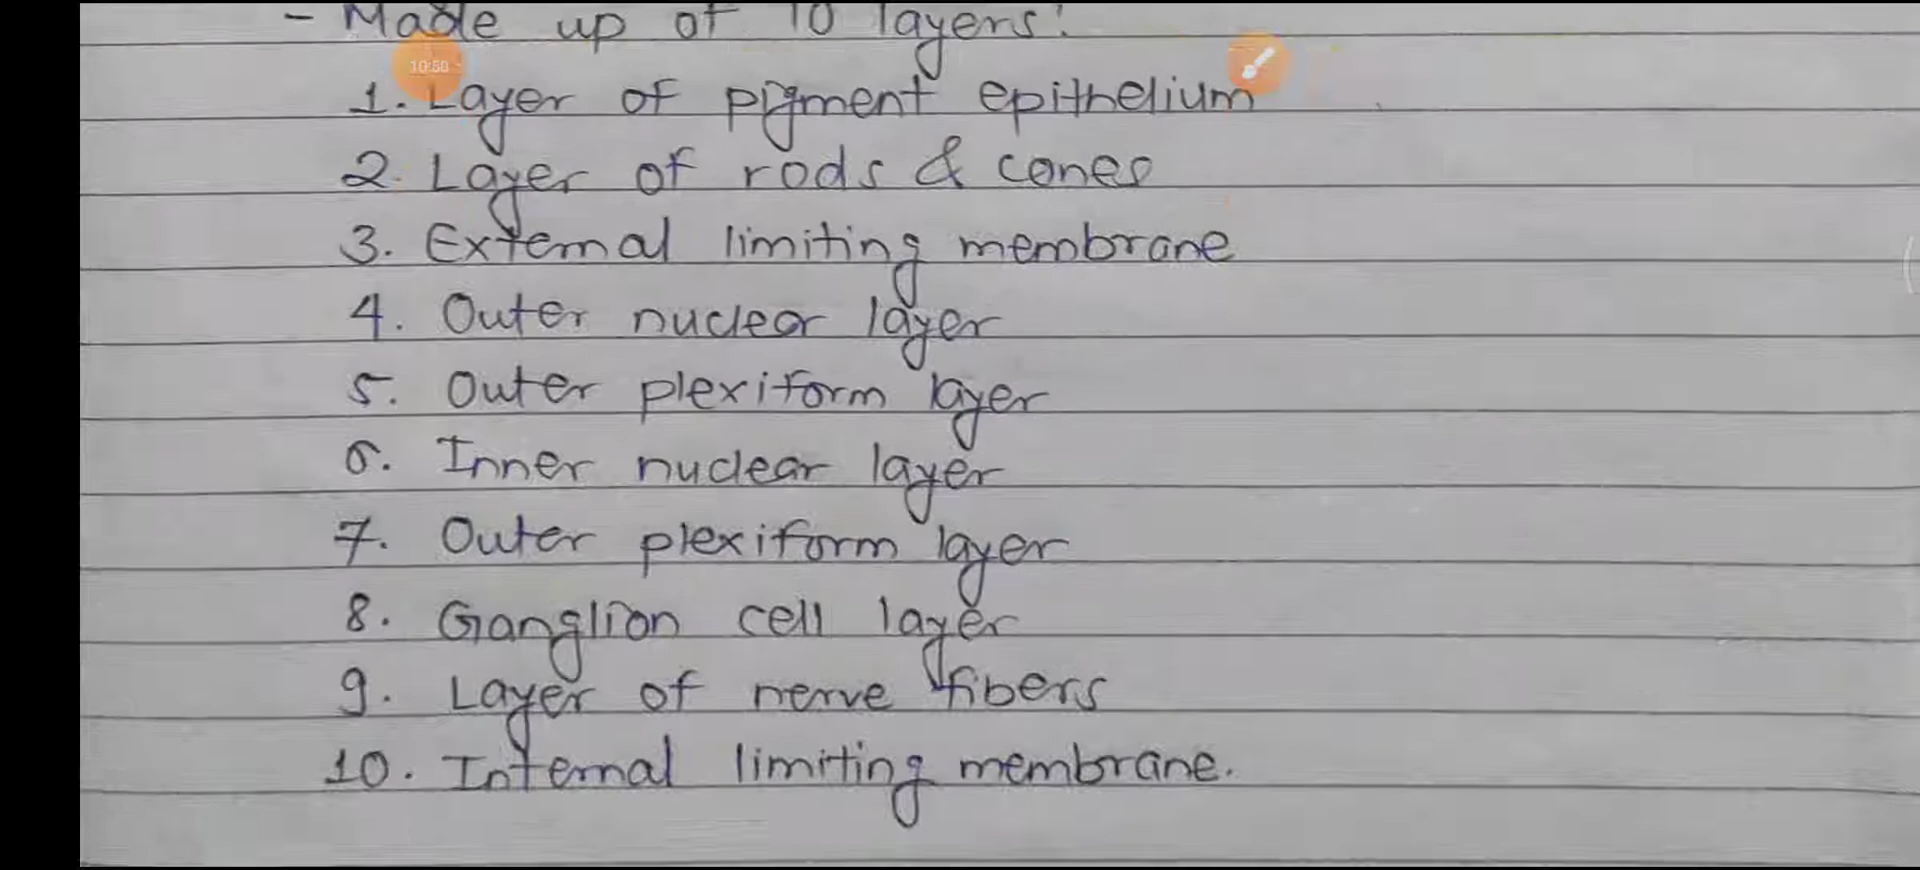 - Made up of 10 layers:
10:50
1. Layer of pigment epithelium
2. Layer of rods & cones
3. External limiting membrane
4. Outer nuclear layer
5. Outer plexiform layer
6. Inner nuclear layer
7. Outer plexiform layer
8. Ganglion cell layer
9. Layer of nerve fibers
10. Internal limiting membrane.